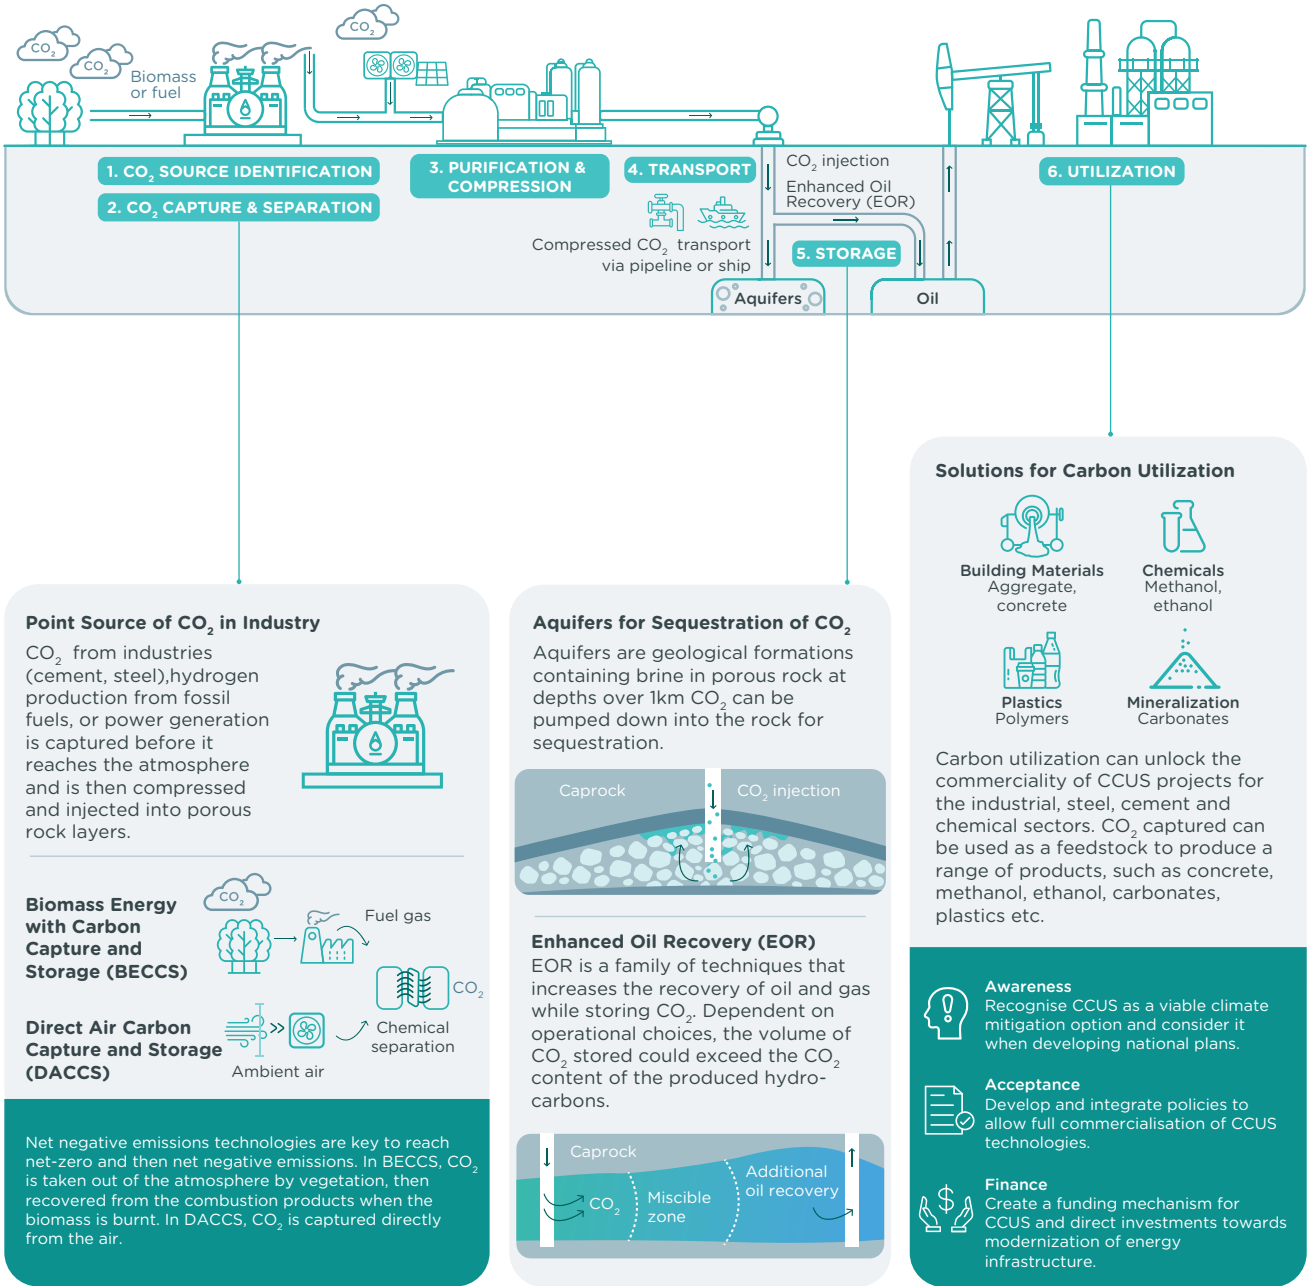 CO2
CO2
CO2
Biomass
or fuel
1. CO2 SOURCE IDENTIFICATION
2. CO2 CAPTURE & SEPARATION
3. PURIFICATION &
COMPRESSION
4. TRANSPORT
Compressed CO2 transport
via pipeline or ship
CO2 injection
Enhanced Oil
Recovery (EOR)
5. STORAGE
Aquifers
Oil
6. UTILIZATION
Point Source of CO2 in Industry
CO2 from industries
(cement, steel),hydrogen
production from fossil
fuels, or power generation
is captured before it
reaches the atmosphere
and is then compressed
and injected into porous
rock layers.
Biomass Energy
with Carbon
Capture and
Storage (BECCS)
CO2
Fuel gas
CO2
Chemical
separation
Direct Air Carbon
Capture and Storage
(DACCS)
Ambient air
Net negative emissions technologies are key to reach
net-zero and then net negative emissions. In BECCS, CO2
is taken out of the atmosphere by vegetation, then
recovered from the combustion products when the
biomass is burnt. In DACCS, CO2 is captured directly
from the air.
Aquifers for Sequestration of CO2
Aquifers are geological formations
containing brine in porous rock at
depths over 1km CO2 can be
pumped down into the rock for
sequestration.
Caprock
CO2 injection
Enhanced Oil Recovery (EOR)
EOR is a family of techniques that
increases the recovery of oil and gas
while storing CO2. Dependent on
operational choices, the volume of
CO2 stored could exceed the CO2
content of the produced hydro-
carbons.
Caprock
CO2
Miscible
zone
Additional
oil recovery
Solutions for Carbon Utilization
Building Materials
Aggregate,
concrete
Chemicals
Methanol,
ethanol
Plastics
Polymers
Mineralization
Carbonates
Carbon utilization can unlock the
commerciality of CCUS projects for
the industrial, steel, cement and
chemical sectors. CO2 captured can
be used as a feedstock to produce a
range of products, such as concrete,
methanol, ethanol, carbonates,
plastics etc.
Awareness
Recognise CCUS as a viable climate
mitigation option and consider it
when developing national plans.
Acceptance
Develop and integrate policies to
allow full commercialisation of CCUS
technologies.
Finance
Create a funding mechanism for
CCUS and direct investments towards
modernization of energy
infrastructure.